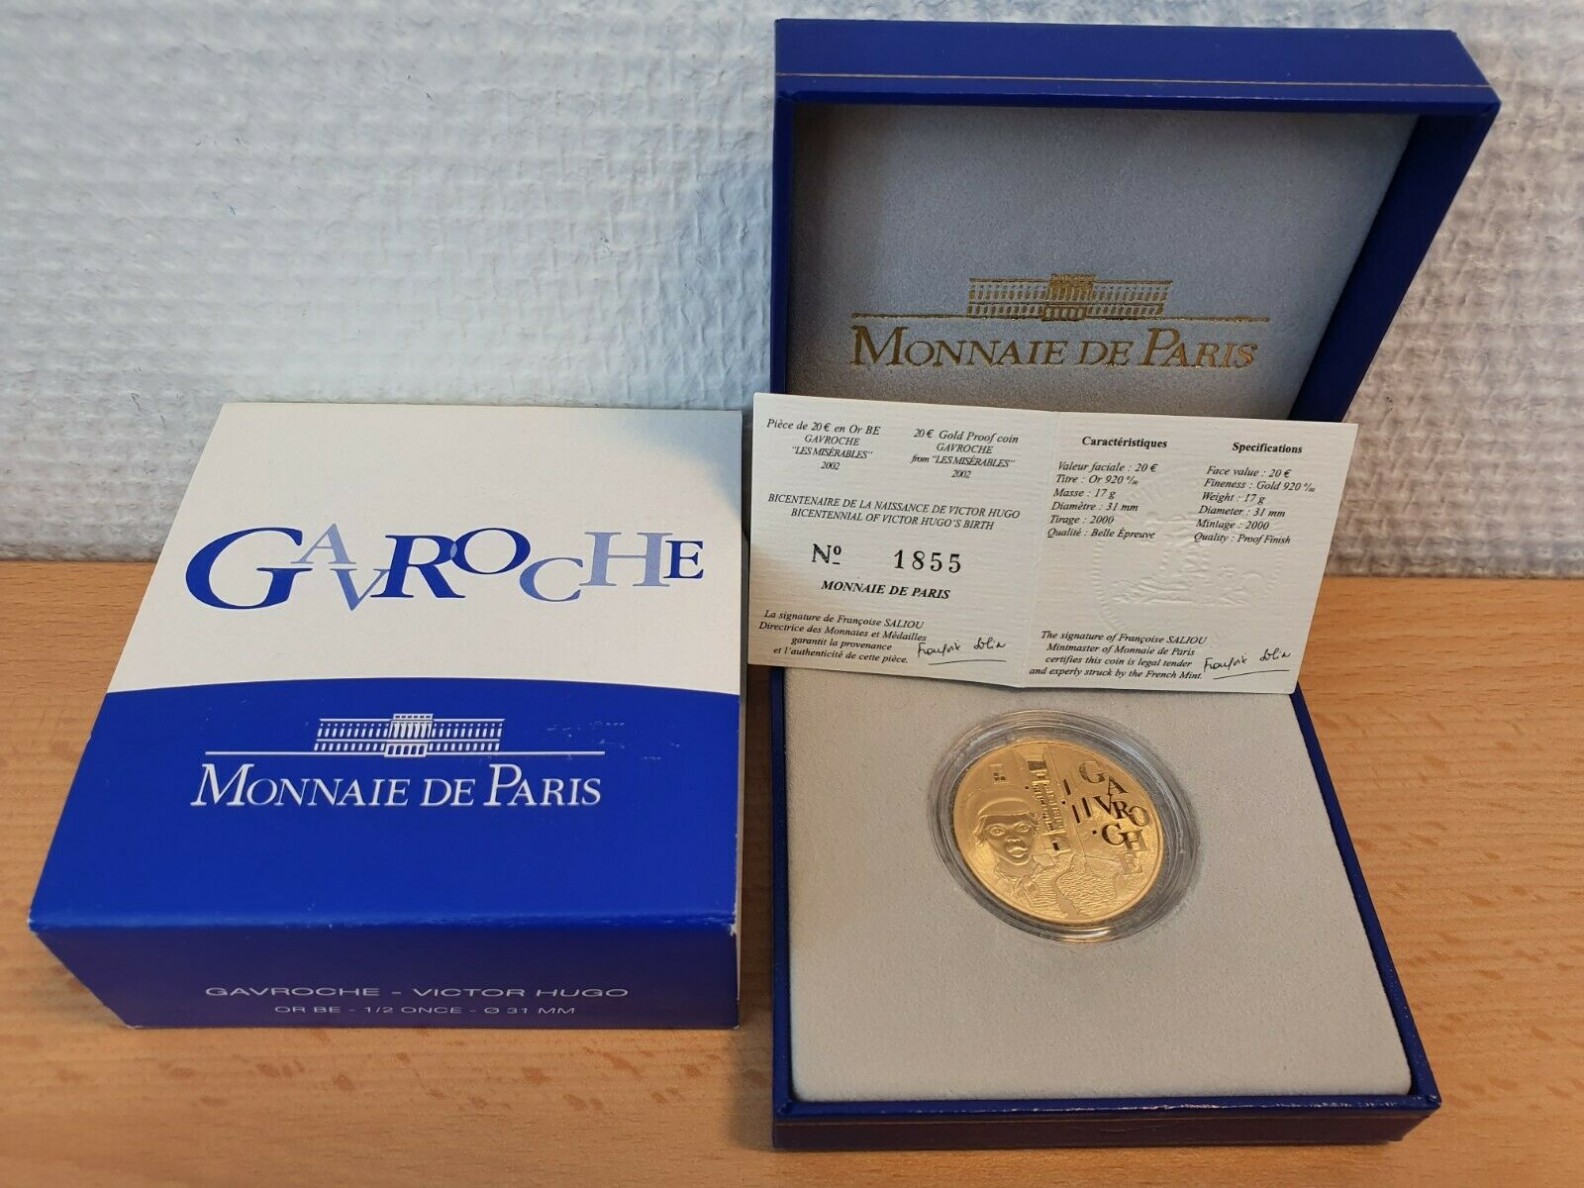 GAVROCHE
MONNAIE DE PARIS
GAVROCHE - VICTOR HUGO
OR BE - 1/2 ONCE - Ø 31 MM
MONNAIE DE PARIS
Pièce de 20 € en Or BE
GAVROCHE
"LES MISÉRABLES"
2002
20 € Gold Proof coin
GAVROCHE
from "LES MISÉRABLES"
2002
BICENTENAIRE DE LA NAISSANCE DE VICTOR HUGO
BICENTENNIAL OF VICTOR HUGO'S BIRTH
Nº 1855
MONNAIE DE PARIS
La signature de Françoise SALIOU
Directrice des Monnaies et Médailles
garantit la provenance
et l'authenticité de cette pièce.
Caractéristiques
Valeur faciale : 20 €
Titre : Or 920 ‰
Masse : 17 g
Diamètre : 31 mm
Tirage : 2000
Qualité : Belle Épreuve
Specifications
Face value : 20 €
Fineness : Gold 920 ‰
Weight : 17 g
Diameter : 31 mm
Mintage : 2000
Quality : Proof Finish
The signature of Françoise SALIOU
Mintmaster of Monnaie de Paris
certifies this coin is legal tender
and experly struck by the French Mint.
GA
VRO
CH